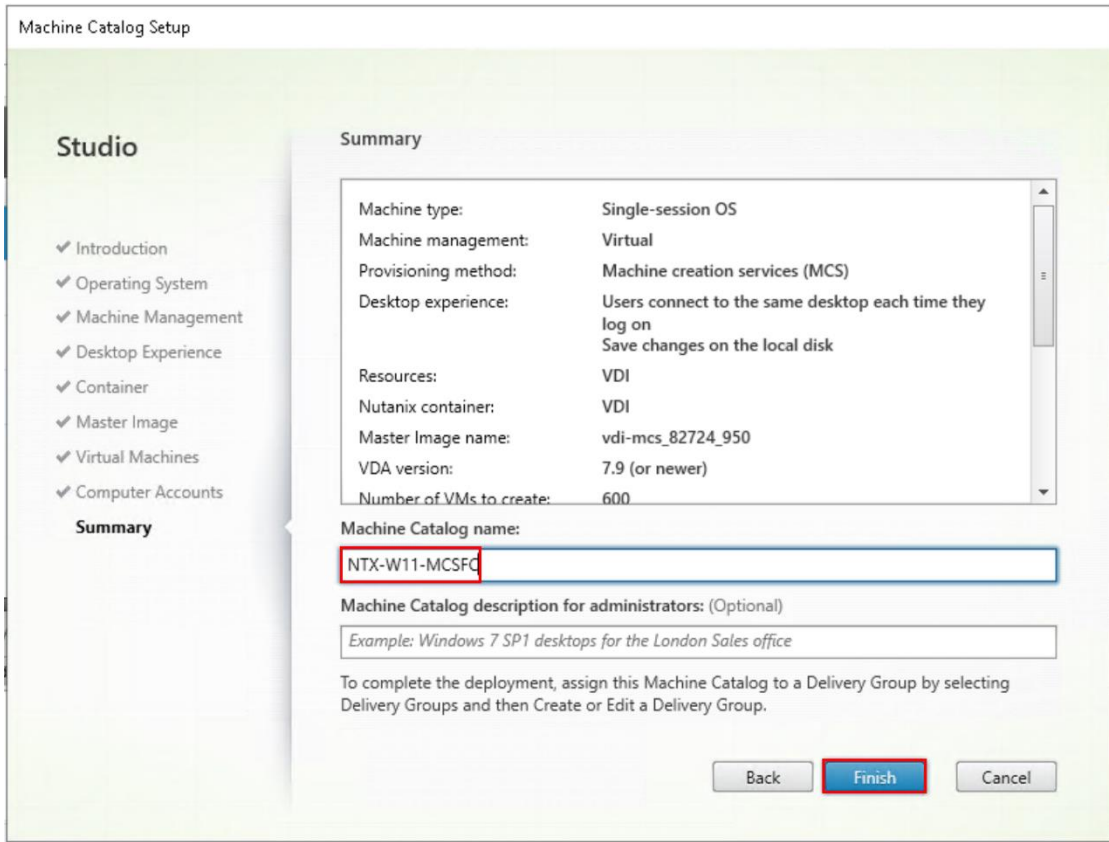 Machine Catalog Setup
Studio
Introduction
Operating System
Machine Management
Desktop Experience
Container
Master Image
Virtual Machines
Computer Accounts
Summary
Summary
Machine type: Single-session OS
Machine management: Virtual
Provisioning method: Machine creation services (MCS)
Desktop experience: Users connect to the same desktop each time they
log on
Save changes on the local disk
Resources: VDI
Nutanix container: VDI
Master Image name: vdi-mcs_82724_950
VDA version: 7.9 (or newer)
Number of VMs to create: 600
Machine Catalog name:
NTX-W11-MCSFC
Machine Catalog description for administrators: (Optional)
Example: Windows 7 SP1 desktops for the London Sales office
To complete the deployment, assign this Machine Catalog to a Delivery Group by selecting
Delivery Groups and then Create or Edit a Delivery Group.
Back Finish Cancel